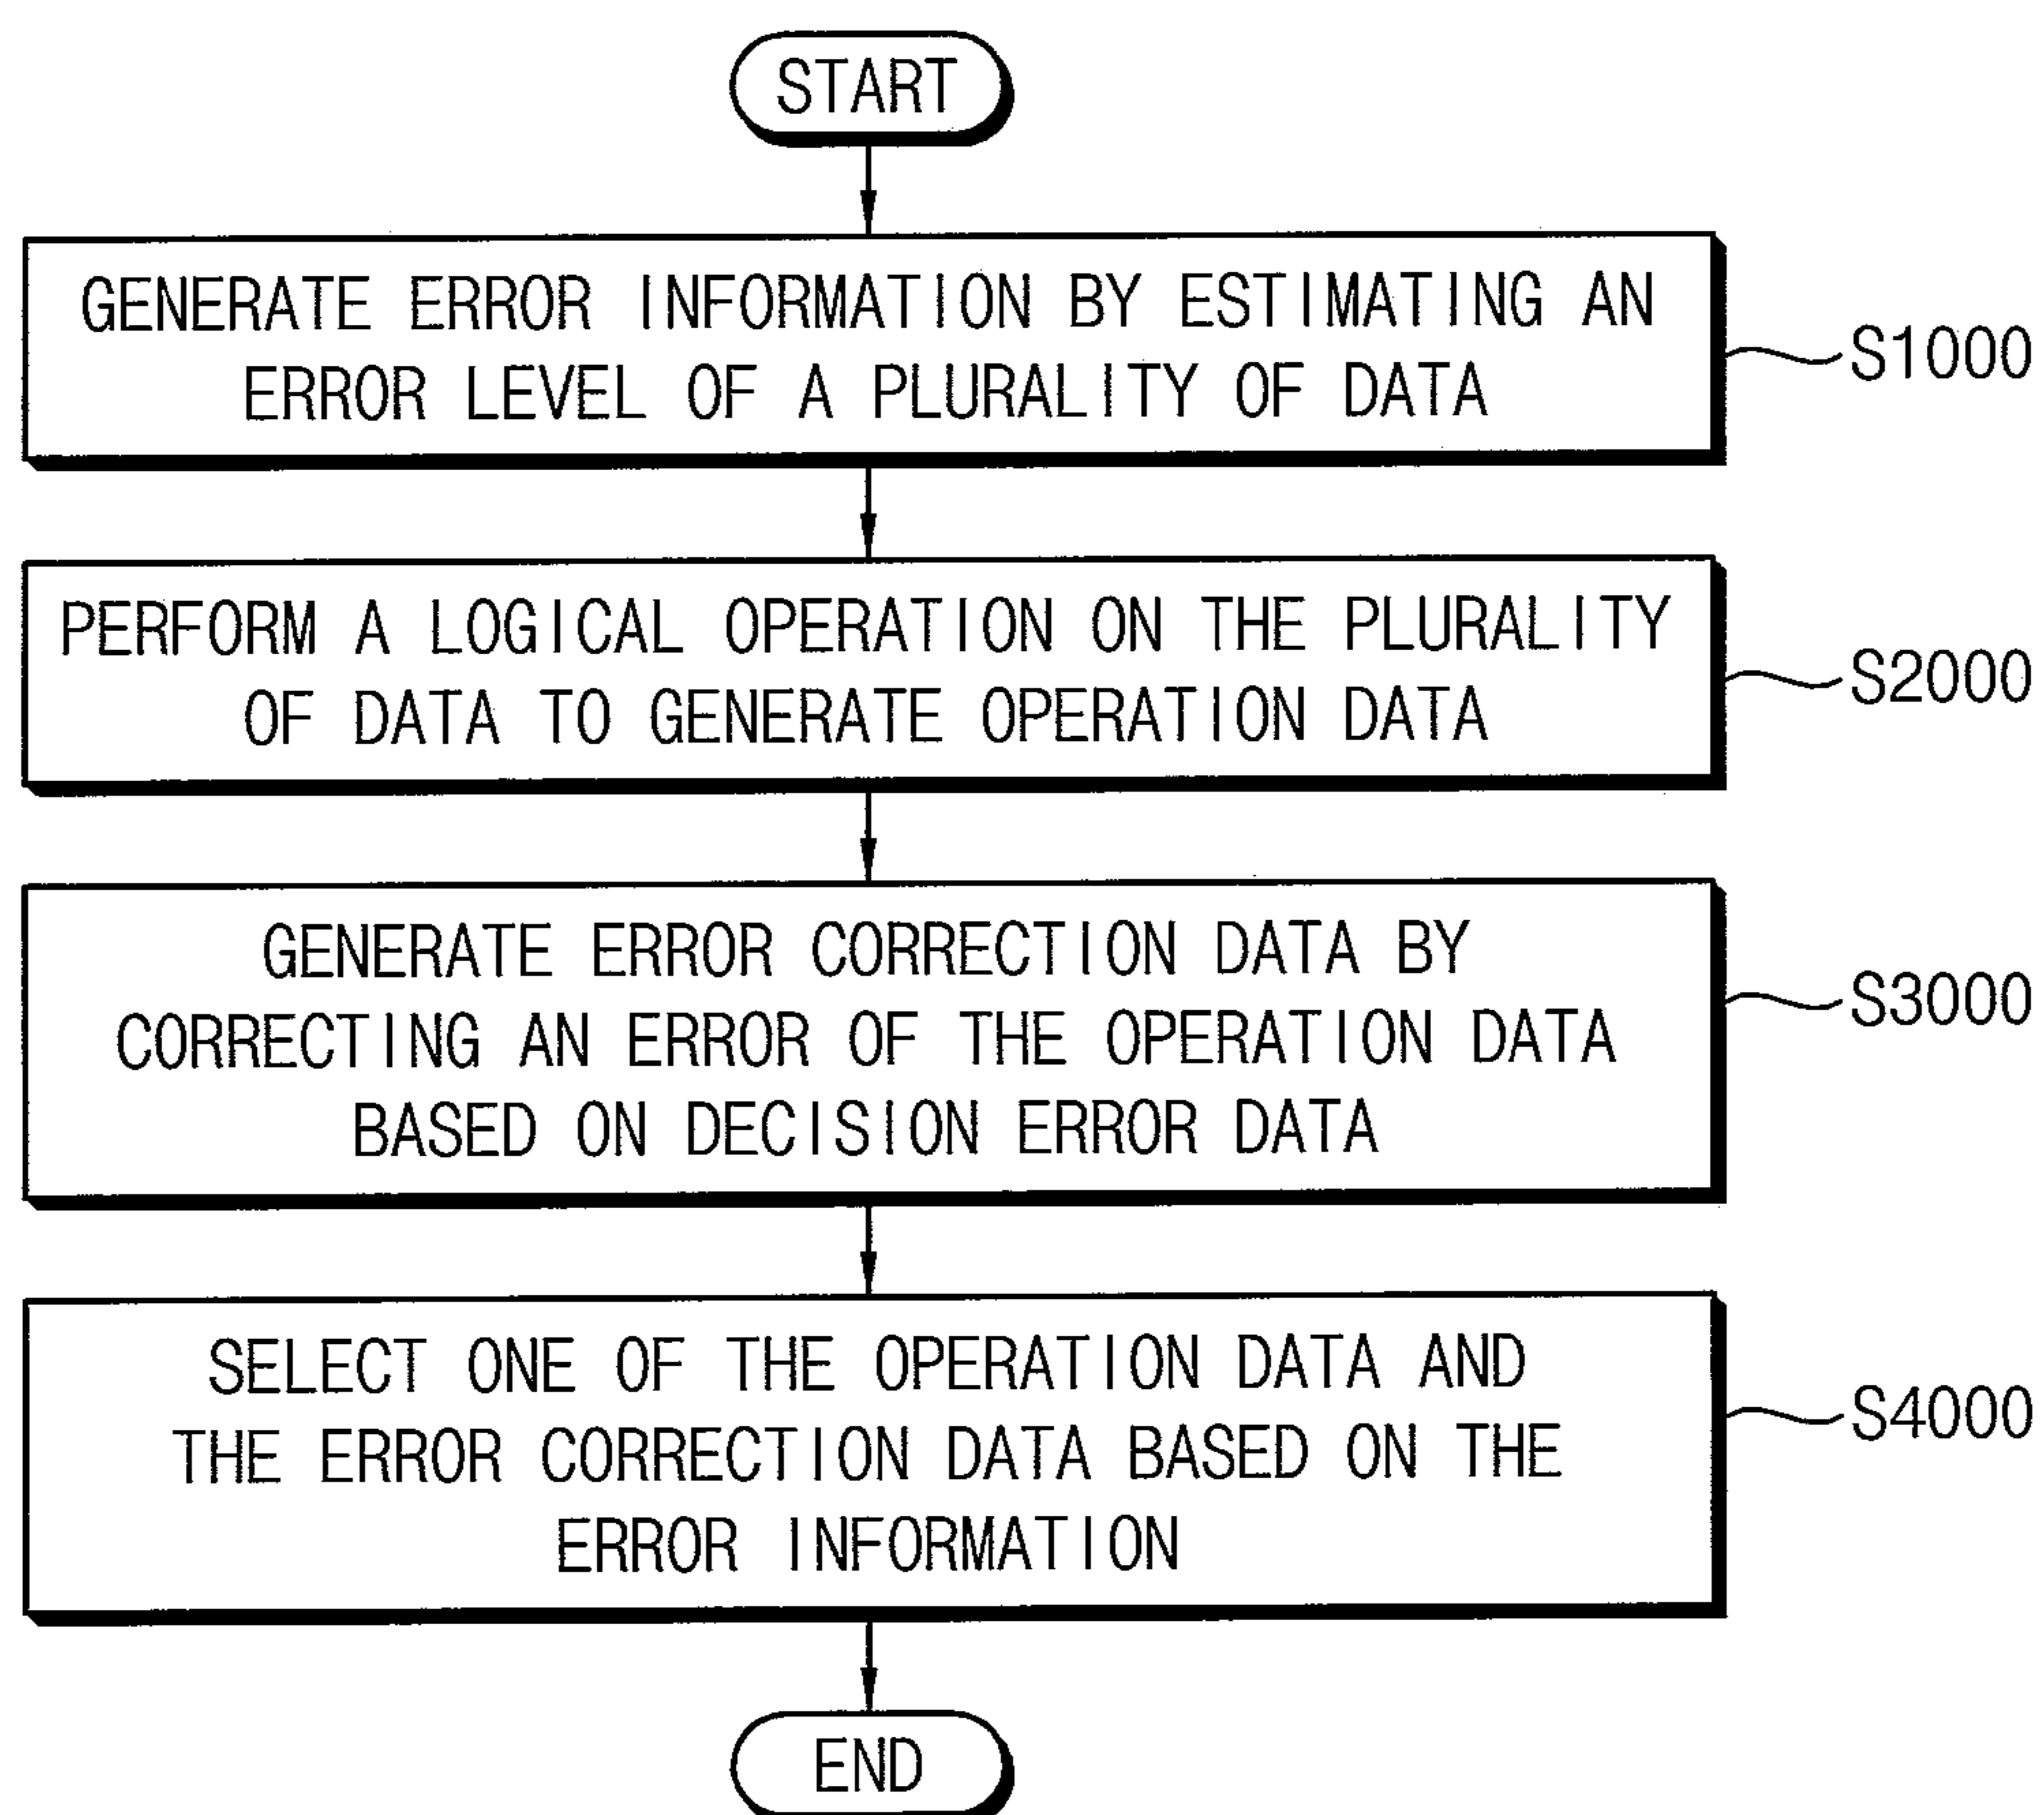 START
GENERATE ERROR INFORMATION BY ESTIMATING AN
ERROR LEVEL OF A PLURALITY OF DATA
S1000
PERFORM A LOGICAL OPERATION ON THE PLURALITY
OF DATA TO GENERATE OPERATION DATA
S2000
GENERATE ERROR CORRECTION DATA BY
CORRECTING AN ERROR OF THE OPERATION DATA
BASED ON DECISION ERROR DATA
S3000
SELECT ONE OF THE OPERATION DATA AND
THE ERROR CORRECTION DATA BASED ON THE
ERROR INFORMATION
S4000
END